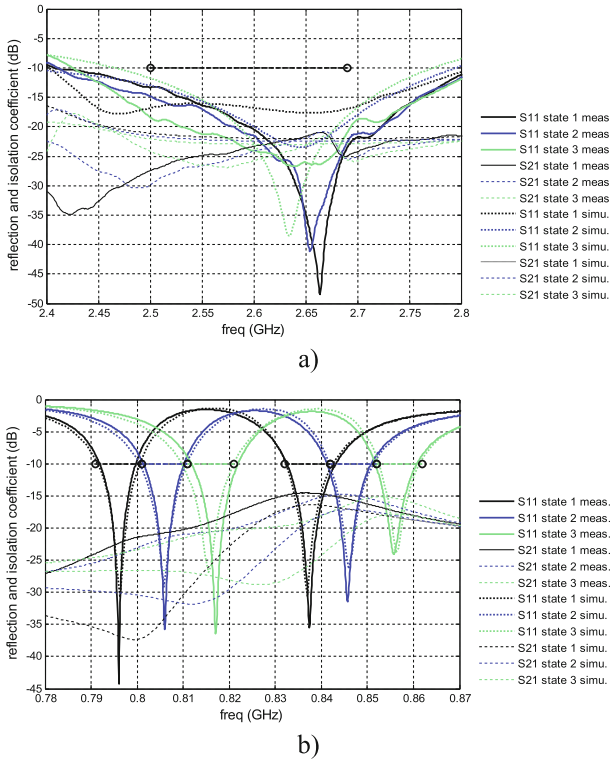 0
-5
-10
-15
-20
-25
-30
-35
-40
-45
-50
2.4
2.45
2.5
2.55
2.6
2.65
2.7
2.75
2.8
freq (GHz)
reflection and isolation coefficient (dB)
S11 state 1 meas
S11 state 2 meas
S11 state 3 meas
S21 state 1 meas
S21 state 2 meas
S21 state 3 meas
S11 state 1 simu.
S11 state 2 simu.
S11 state 3 simu.
S21 state 1 simu.
S21 state 2 simu.
S21 state 3 simu.
a)
0
-5
-10
-15
-20
-25
-30
-35
-40
-45
0.78
0.79
0.8
0.81
0.82
0.83
0.84
0.85
0.86
0.87
freq (GHz)
reflection and isolation coefficient (dB)
S11 state 1 meas.
S11 state 2 meas.
S11 state 3 meas.
S21 state 1 meas.
S21 state 2 meas.
S21 state 3 meas.
S11 state 1 simu.
S11 state 2 simu.
S11 state 3 simu.
S21 state 1 simu.
S21 state 2 simu.
S21 state 3 simu.
b)